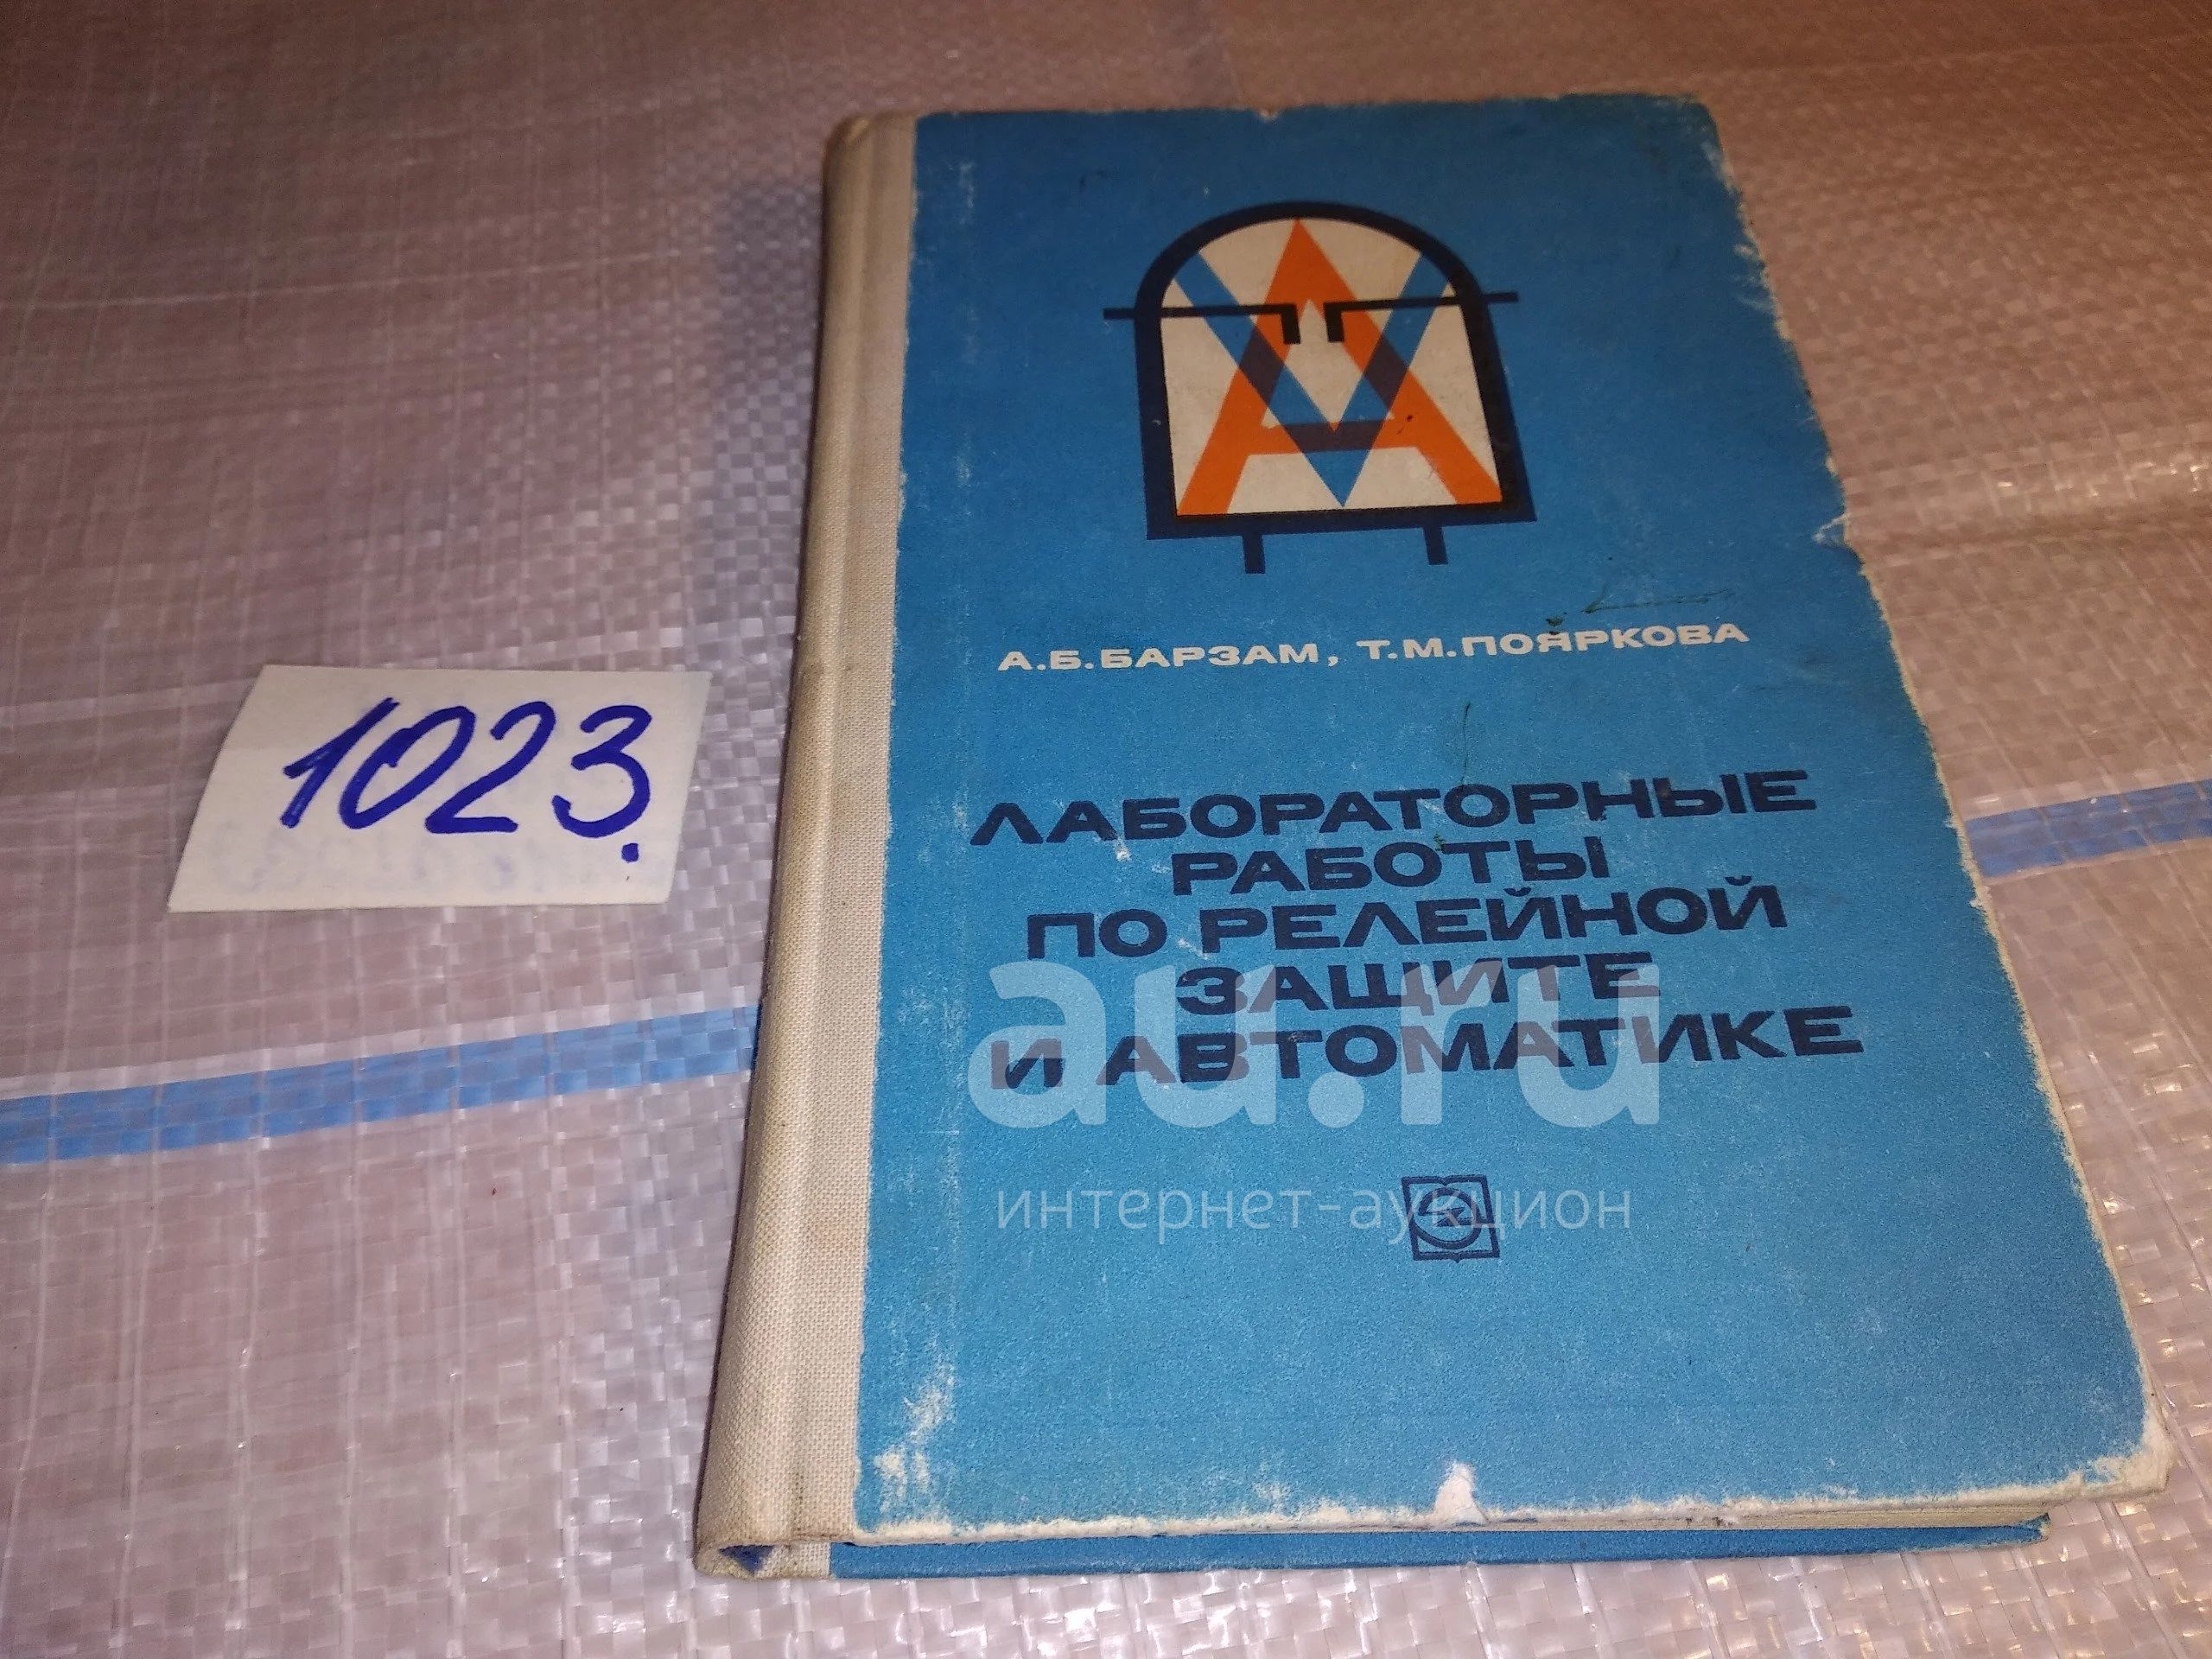 1023.
А.Б.БАРЗАМ, Т.М.ПОЯРКОВА
ЛАБОРАТОРНЫЕ
РАБОТЫ
ПО РЕЛЕЙНОЙ
ЗАЩИТЕ
И АВТОМАТИКЕ
au.ru
интернет-аукцион